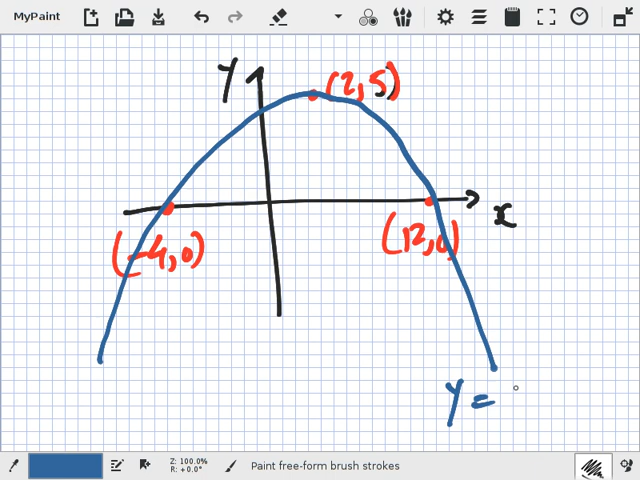 MyPaint
y
(2,5)
x
(-4,0)
(12,0)
y =
Z: 100.0%
R: +0.0°
Paint free-form brush strokes